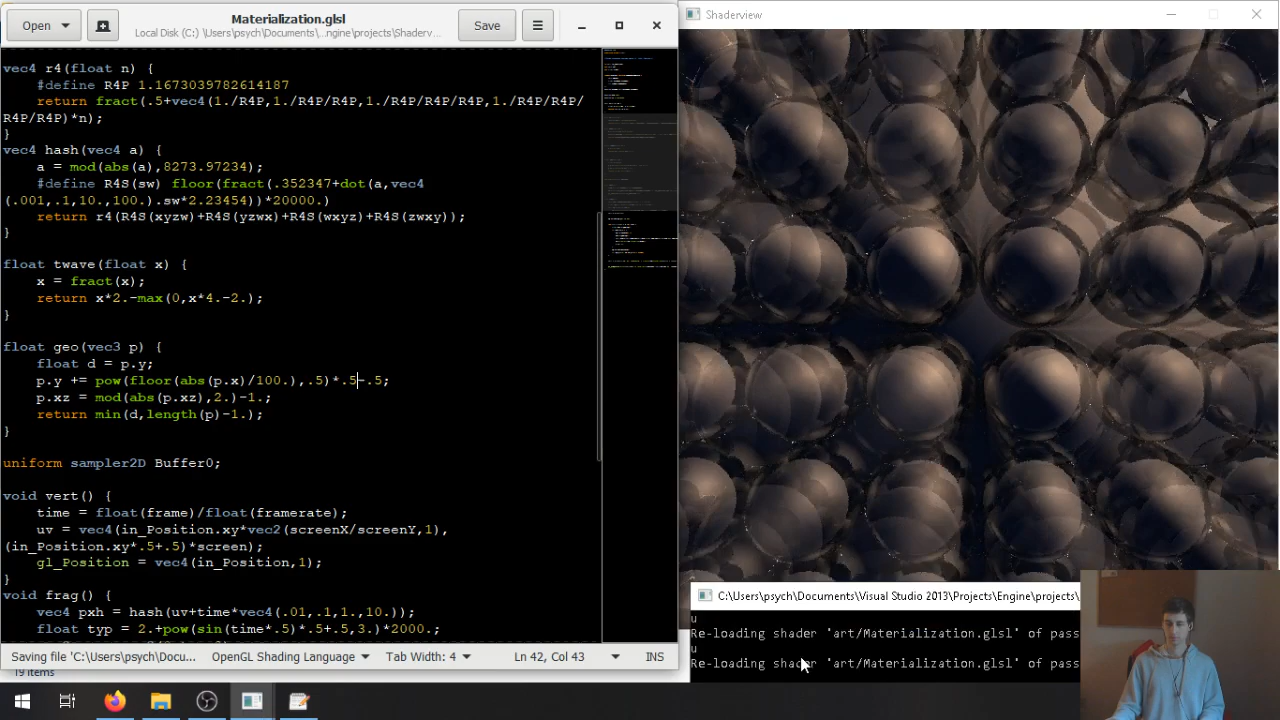 Open
Materialization.glsl
Local Disk (C:) \Users\psych\Documents\...ngine\projects\Shaderv...
Save
Shaderview
vec4 r4(float n) {
#define R4P 1.1673039782614187
return fract(.5+vec4(1./R4P,1./R4P/R4P,1./R4P/R4P/R4P,1./R4P/R4P/
R4P/R4P)*n);
}
vec4 hash(vec4 a) {
a = mod(abs(a),8273.97234);
#define R4S(sw) floor(fract(.352347+dot(a,vec4
(.001,.1,10.,100.).sw*2.23454))*20000.)
return r4(R4S(xyzw)+R4S(yzwx)+R4S(wxyz)+R4S(zwxy));
}
float twave(float x) {
x = fract(x);
return x*2.-max(0,x*4.-2.);
}
float geo(vec3 p) {
float d = p.y;
p.y += pow(floor(abs(p.x)/100.),.5)*.5-.5;
p.xz = mod(abs(p.xz),2.)-1.;
return min(d,length(p)-1.);
}
uniform sampler2D Buffer0;
void vert() {
time = float(frame)/float(framerate);
uv = vec4(in_Position.xy*vec2(screenX/screenY,1),
(in_Position.xy*.5+.5)*screen);
gl_Position = vec4(in_Position,1);
}
void frag() {
vec4 pxh = hash(uv+time*vec4(.01,.1,1.,10.));
float typ = 2.+pow(sin(time*.5)*.5+.5,3.)*2000.;
Saving file 'C:\Users\psych\Docu...
OpenGL Shading Language
Tab Width: 4
Ln 42, Col 43
INS
19 items
C:\Users\psych\Documents\Visual Studio 2013\Projects\Engine\projects\
u
Re-loading shader 'art/Materialization.glsl' of pass
u
Re-loading shader 'art/Materialization.glsl' of pass